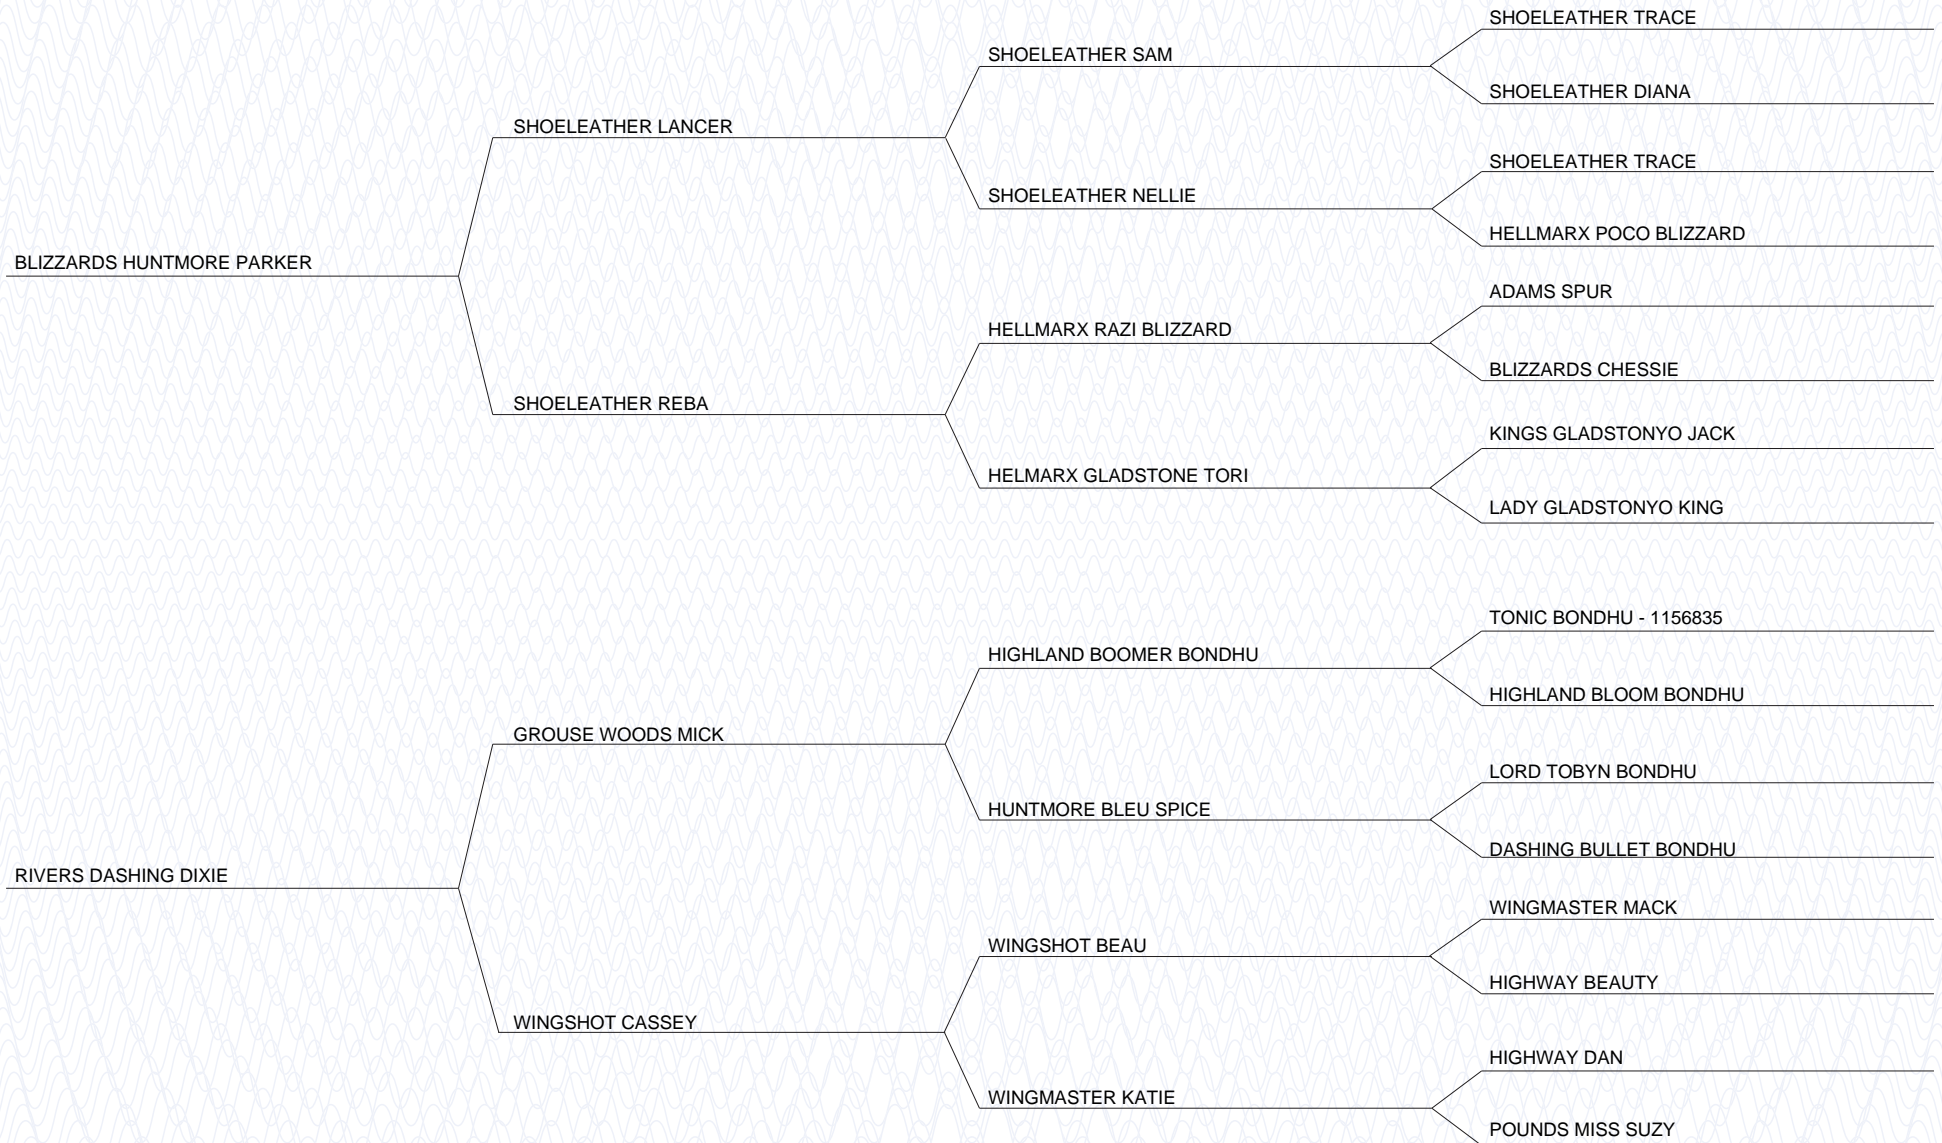 SHOELEATHER TRACE
SHOELEATHER SAM
SHOELEATHER DIANA
SHOELEATHER LANCER
SHOELEATHER TRACE
SHOELEATHER NELLIE
HELLMARX POCO BLIZZARD
BLIZZARDS HUNTMORE PARKER
ADAMS SPUR
HELLMARX RAZI BLIZZARD
BLIZZARDS CHESSIE
SHOELEATHER REBA
KINGS GLADSTONYO JACK
HELMARX GLADSTONE TORI
LADY GLADSTONYO KING
TONIC BONDHU - 1156835
HIGHLAND BOOMER BONDHU
HIGHLAND BLOOM BONDHU
GROUSE WOODS MICK
LORD TOBYN BONDHU
HUNTMORE BLEU SPICE
DASHING BULLET BONDHU
RIVERS DASHING DIXIE
WINGMASTER MACK
WINGSHOT BEAU
HIGHWAY BEAUTY
WINGSHOT CASSEY
HIGHWAY DAN
WINGMASTER KATIE
POUNDS MISS SUZY